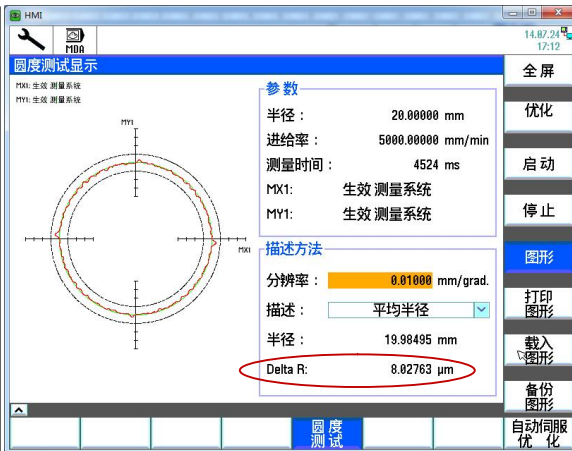 HMI
MDA
14.07.24
17:12
圆度测试显示
MX1: 生效 测量系统
MY1: 生效 测量系统
MY1
MX1
参数
半径： 20.00000 mm
进给率： 5000.00000 mm/min
测量时间： 4524 ms
MX1: 生效 测量系统
MY1: 生效 测量系统
描述方法
分辨率： 0.01000 mm/grad.
描述： 平均半径
半径： 19.98495 mm
Delta R: 8.02763 µm
全屏
优化
启动
停止
图形
打印
图形
载入
图形
备份
图形
自动伺服
优 化
圆 度
测 试